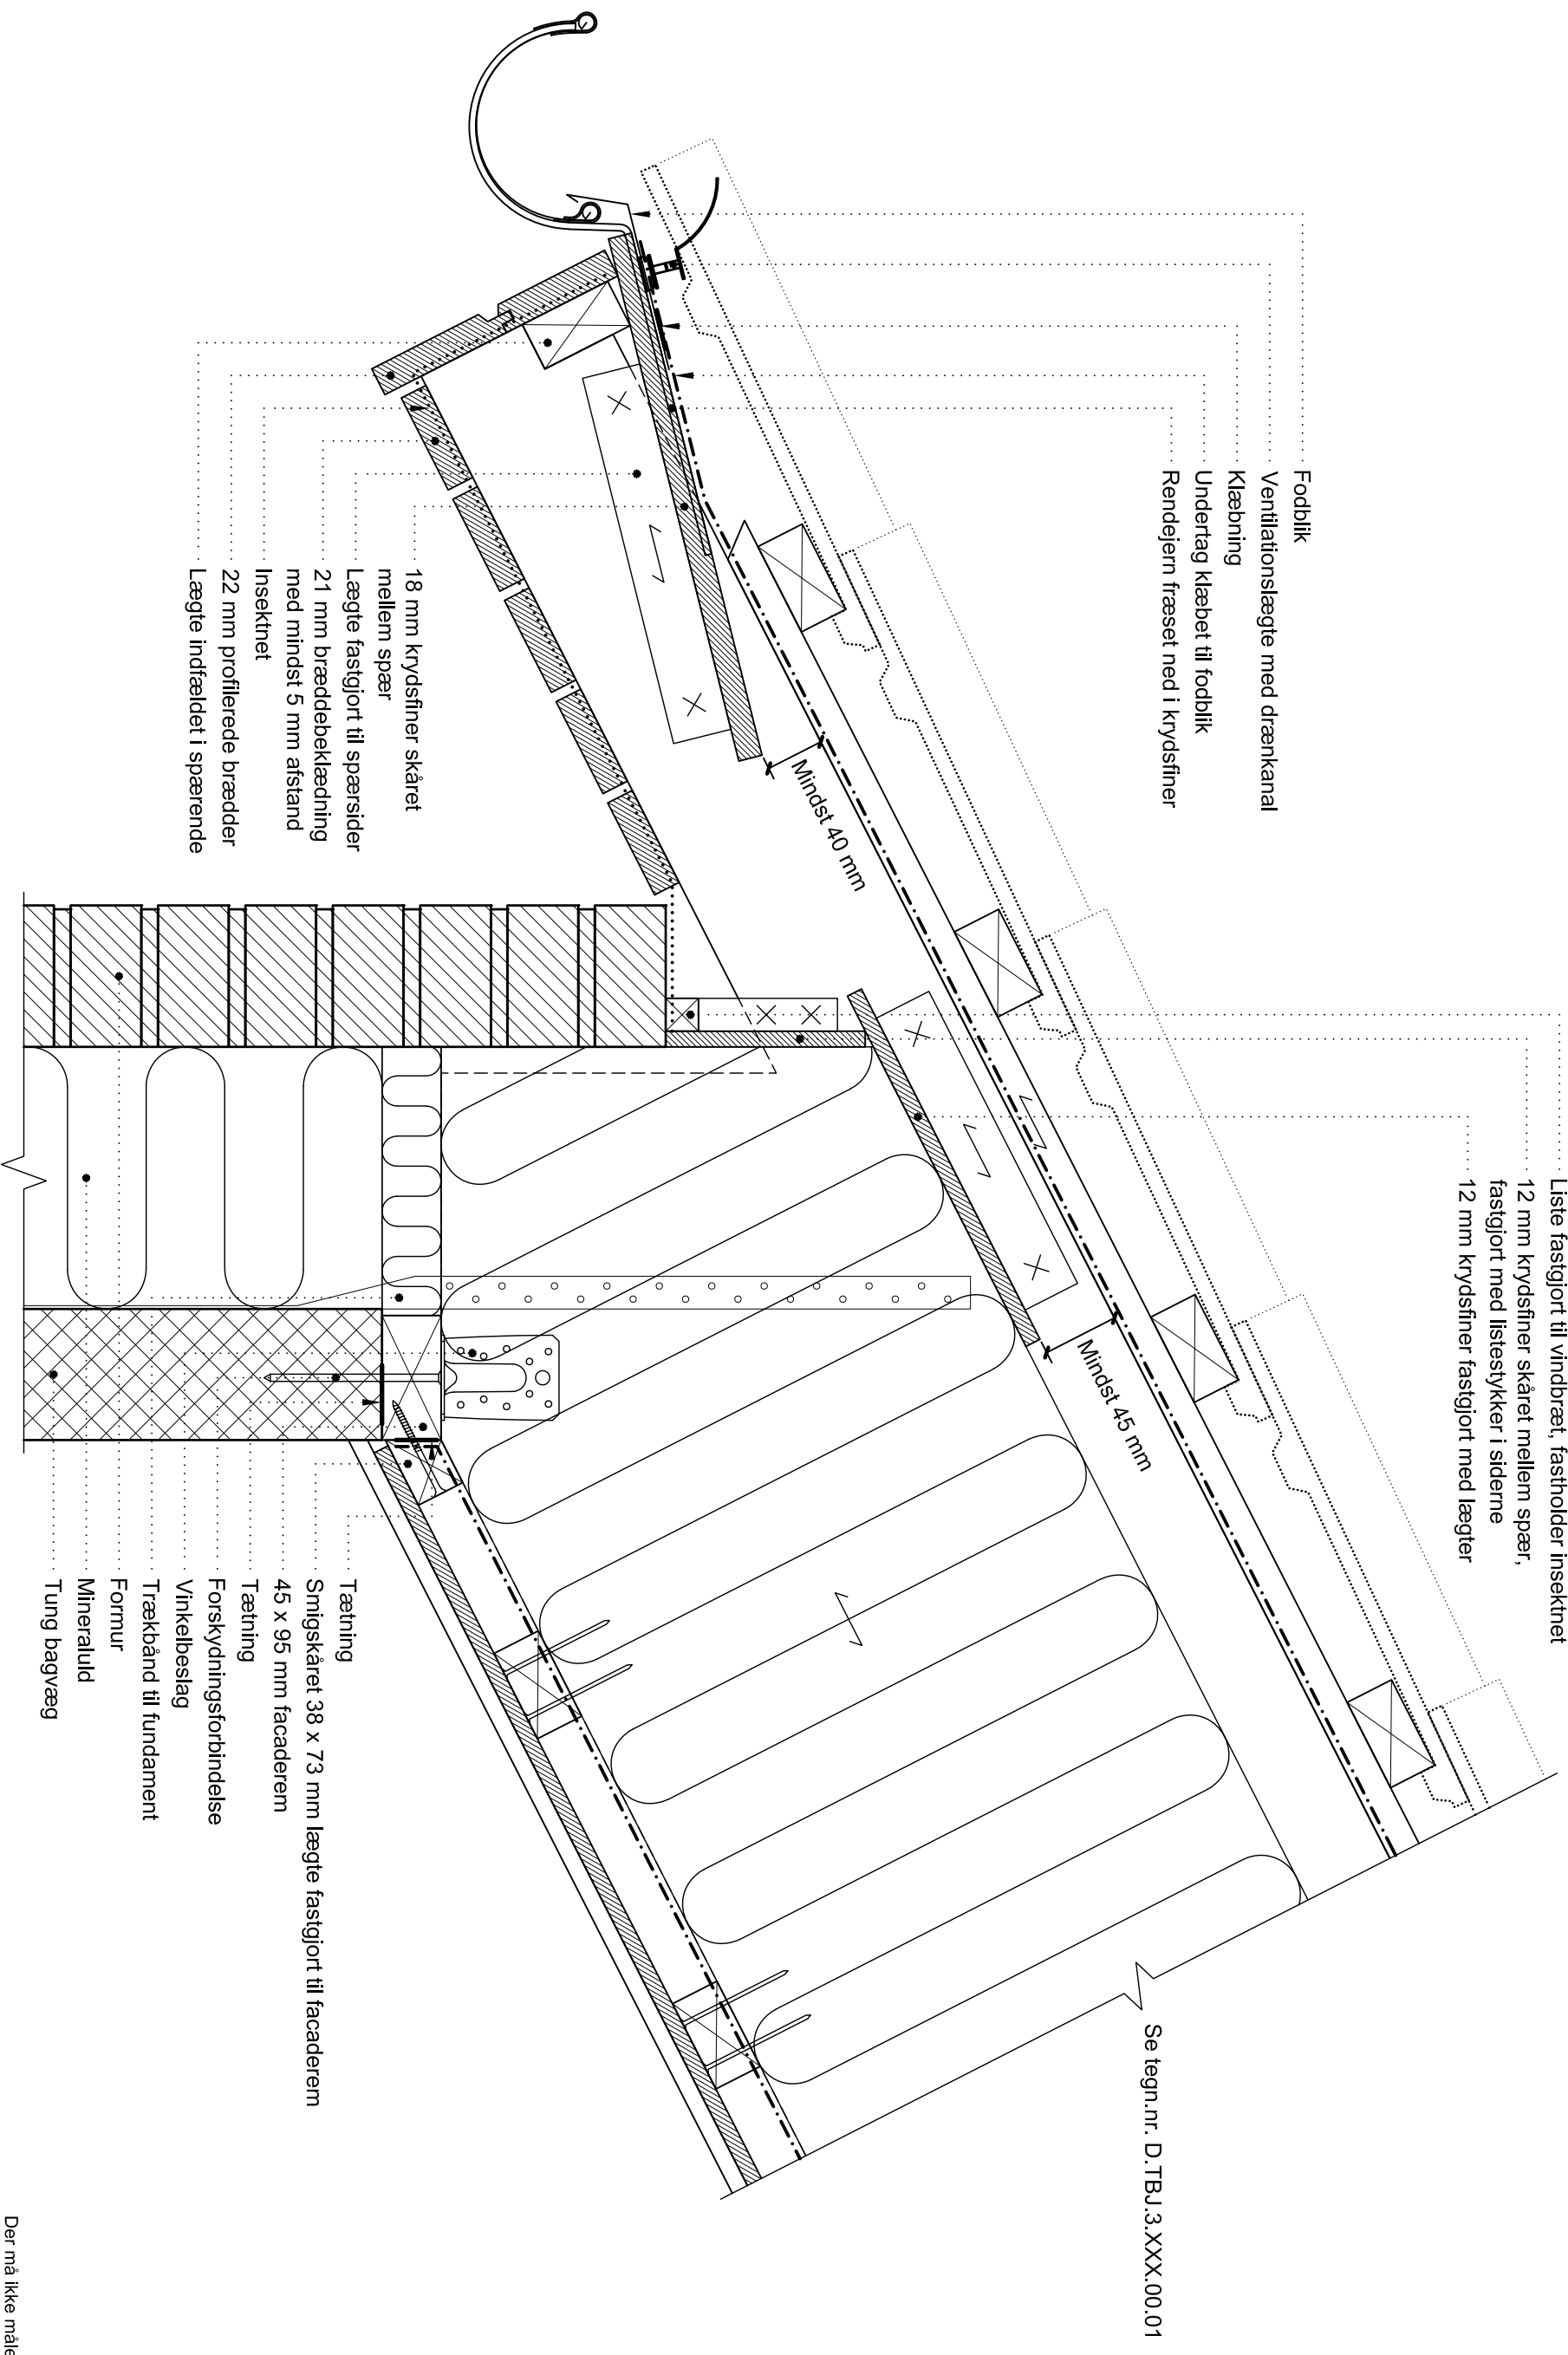 Liste fastgjort til vindbræt, fastholder insektnet
12 mm krydsfiner skåret mellem spær,
fastgjort med listestykker i siderne
12 mm krydsfiner fastgjort med lægter
Fodblik
Ventilationslægte med drænkanal
Klæbning
Undertag klæbet til fodblik
Rendejern fræset ned i krydsfiner
Se tegn.nr. D.TBJ.3.XXX.00.01
Mindst 45 mm
Mindst 40 mm
18 mm krydsfiner skåret
mellem spær
Lægte fastgjort til spærsider
21 mm bræddebeklædning
med mindst 5 mm afstand
Insektnet
22 mm profilerede brædder
Lægte indfældet i spærende
Tætning
Smigskåret 38 x 73 mm lægte fastgjort til facaderem
45 x 95 mm facaderem
Tætning
Forskydningsforbindelse
Vinkelbeslag
Trækbånd til fundament
Formur
Mineraluld
Tung bagvæg
Der må ikke måle